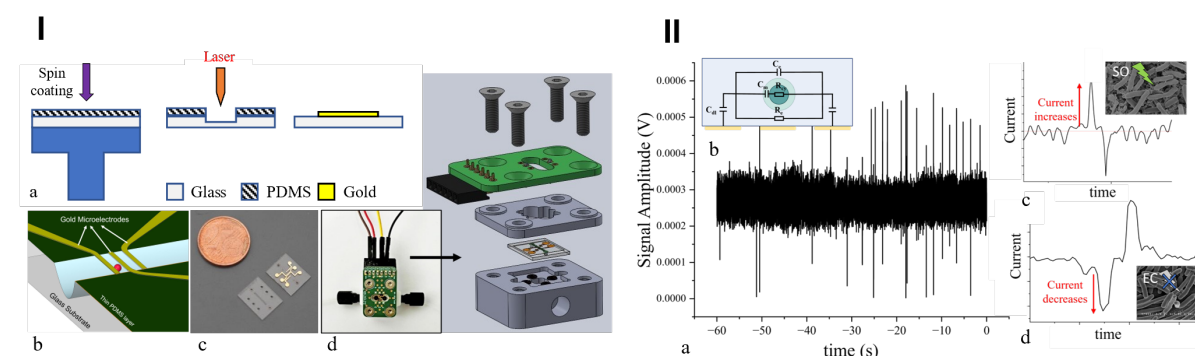 I
II
Spin
coating
Laser
a
Glass
PDMS
Gold
Gold Microelectrodes
Glass Substrate
Thin PDMS layer
b
c
d
Signal Amplitude (V)
0.0006
0.0005
0.0004
0.0003
0.0002
0.0001
0.0000
−60
−50
−40
−30
−20
−10
0
time (s)
a
b
Current
Current
increases
SO
time
c
Current
Current
decreases
EC
time
d